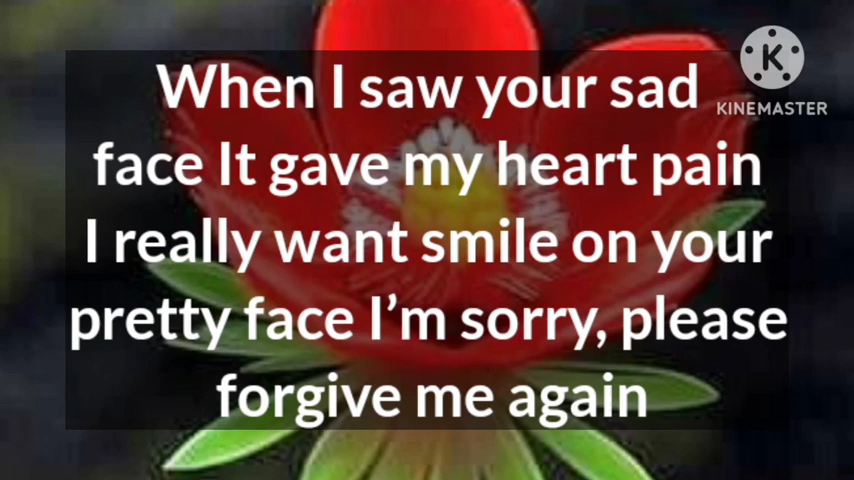 When I saw your sad
face It gave my heart pain
I really want smile on your
pretty face I'm sorry, please
forgive me again
K
KINEMASTER